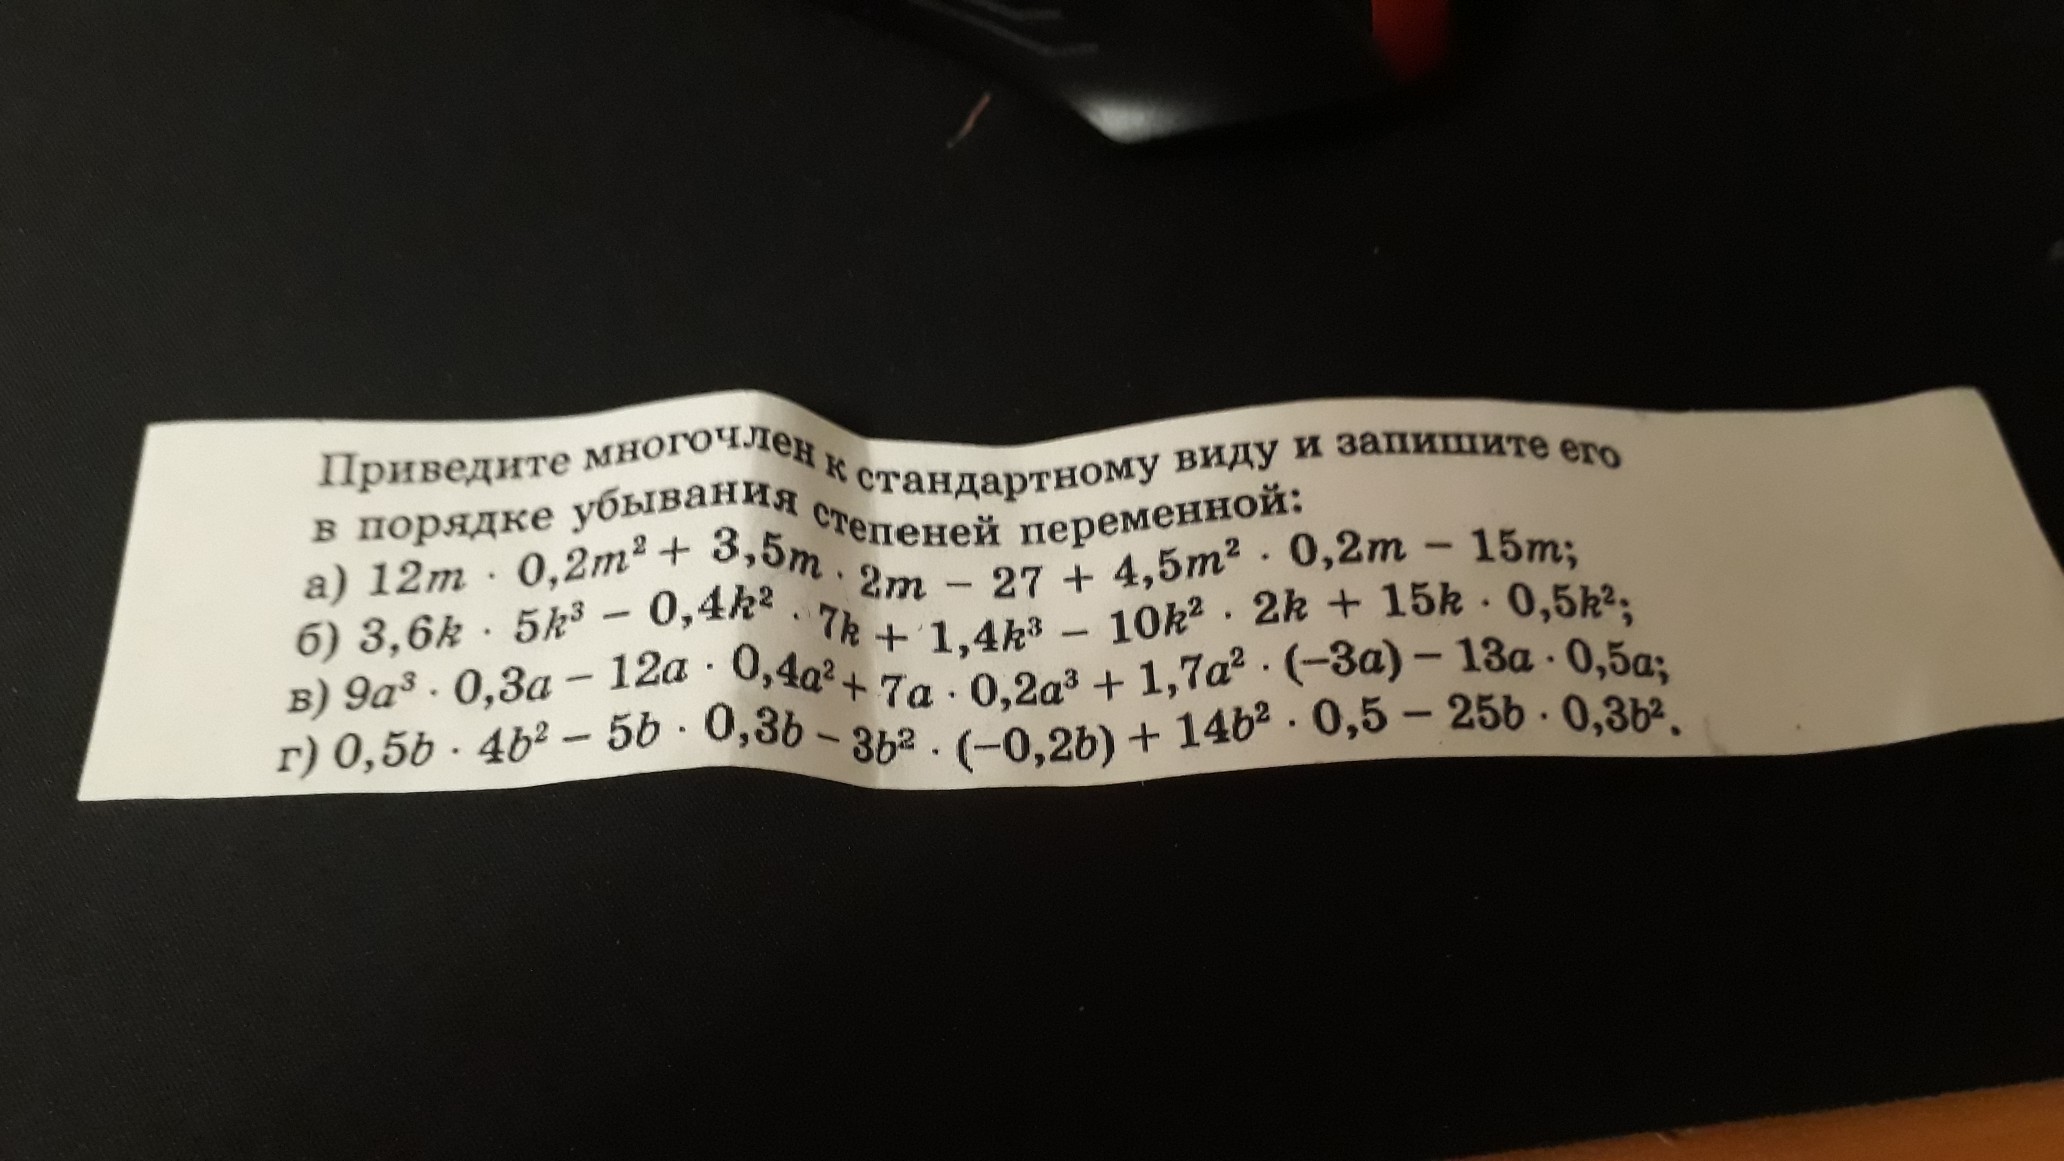 Приведите многочлен к стандартному виду и запишите его
в порядке убывания степеней переменной:
а) 12m · 0,2m² + 3,5m · 2m − 27 + 4,5m² · 0,2m − 15m;
б) 3,6k · 5k³ − 0,4k² · 7k + 1,4k³ − 10k² · 2k + 15k · 0,5k²;
в) 9a³ · 0,3a − 12a · 0,4a² + 7a · 0,2a³ + 1,7a² · (−3a) − 13a · 0,5a;
г) 0,5b · 4b² − 5b · 0,3b − 3b² · (−0,2b) + 14b² · 0,5 − 25b · 0,3b².